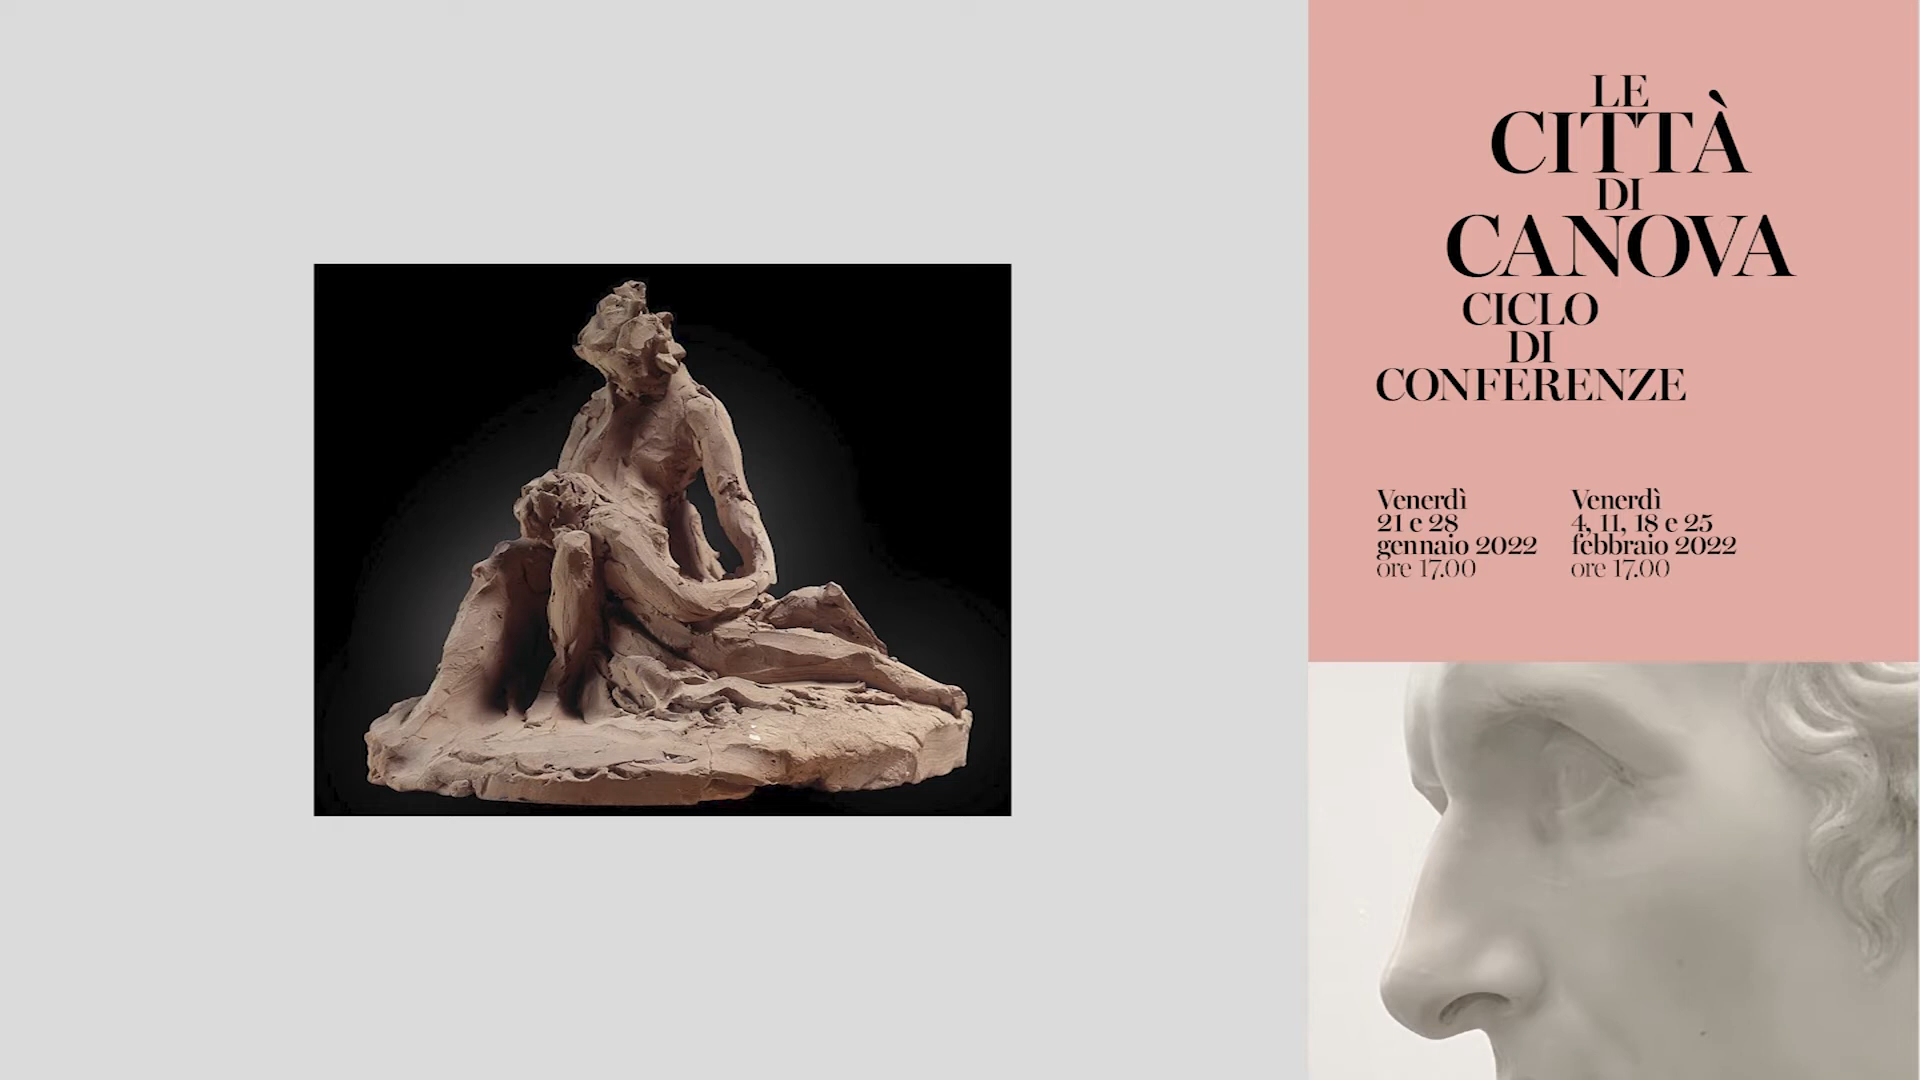 LE
CITTÀ
DI
CANOVA
CICLO
DI
CONFERENZE
Venerdì
21 e 28
gennaio 2022
ore 17.00
Venerdì
4, 11, 18 e 25
febbraio 2022
ore 17.00